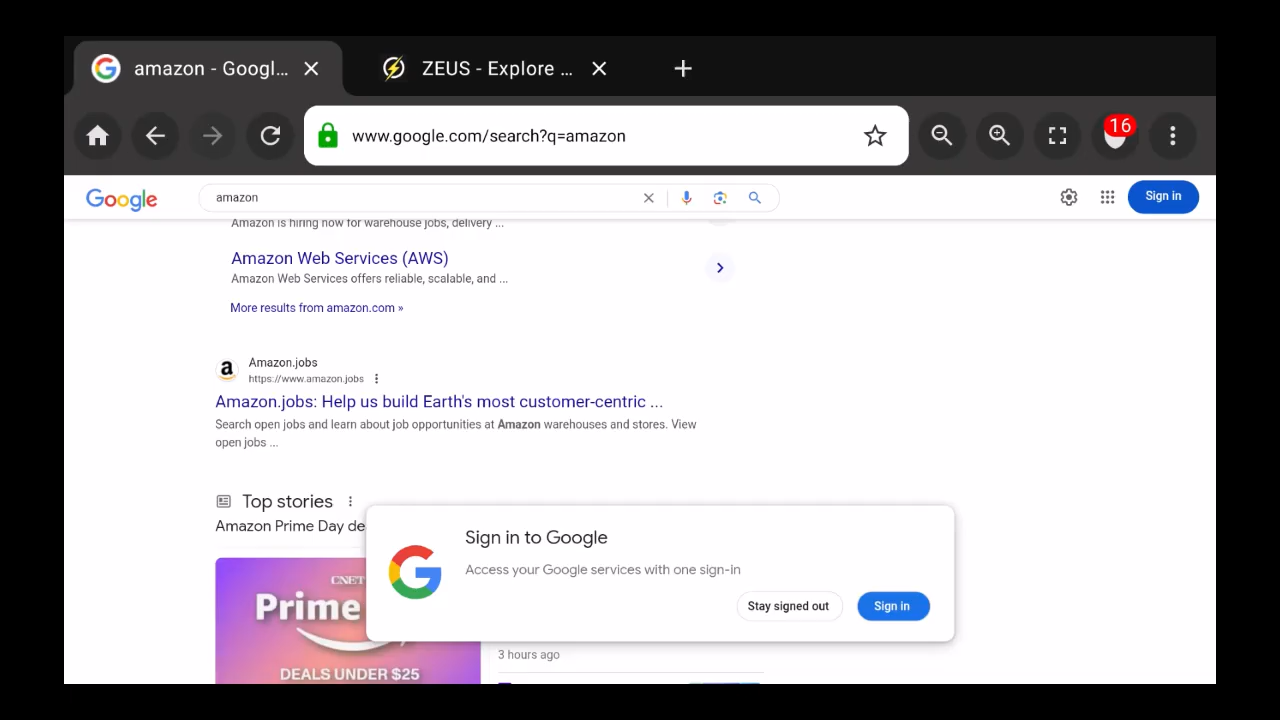 amazon - Googl...
ZEUS - Explore ...
www.google.com/search?q=amazon
16
Google
amazon
Sign in
Amazon is hiring now for warehouse jobs, delivery ...
Amazon Web Services (AWS)
Amazon Web Services offers reliable, scalable, and ...
More results from amazon.com »
Amazon.jobs
https://www.amazon.jobs
Amazon.jobs: Help us build Earth's most customer-centric ...
Search open jobs and learn about job opportunities at Amazon warehouses and stores. View
open jobs ...
Top stories
Amazon Prime Day de
Sign in to Google
Access your Google services with one sign-in
Stay signed out
Sign in
CNET
Prime
DEALS UNDER $25
3 hours ago